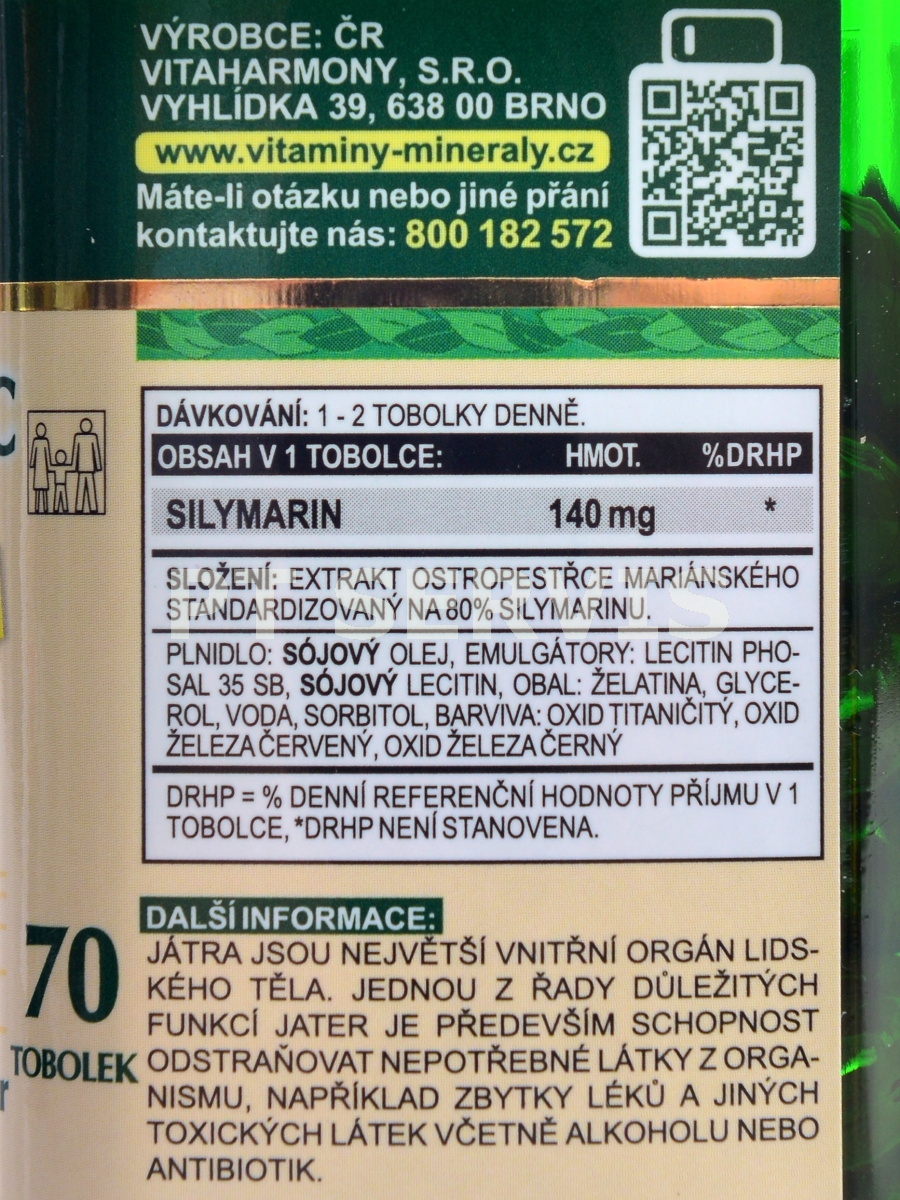 VÝROBCE: ČR
VITAHARMONY, S.R.O.
VYHLÍDKA 39, 638 00 BRNO
www.vitaminy-mineraly.cz
Máte-li otázku nebo jiné přání
kontaktujte nás: 800 182 572
DÁVKOVÁNÍ: 1 - 2 TOBOLKY DENNĚ.
OBSAH V 1 TOBOLCE: HMOT. %DRHP
SILYMARIN 140 mg *
SLOŽENÍ: EXTRAKT OSTROPESTŘCE MARIÁNSKÉHO
STANDARDIZOVANÝ NA 80% SILYMARINU.
PLNIDLO: SÓJOVÝ OLEJ, EMULGÁTORY: LECITIN PHO-
SAL 35 SB, SÓJOVÝ LECITIN, OBAL: ŽELATINA, GLYCE-
ROL, VODA, SORBITOL, BARVIVA: OXID TITANIČITÝ, OXID
ŽELEZA ČERVENÝ, OXID ŽELEZA ČERNÝ
DRHP = % DENNÍ REFERENČNÍ HODNOTY PŘÍJMU V 1
TOBOLCE, *DRHP NENÍ STANOVENA.
DALŠÍ INFORMACE:
JÁTRA JSOU NEJVĚTŠÍ VNITŘNÍ ORGÁN LIDS-
KÉHO TĚLA. JEDNOU Z ŘADY DŮLEŽITÝCH
FUNKCÍ JATER JE PŘEDEVŠÍM SCHOPNOST
ODSTRAŇOVAT NEPOTŘEBNÉ LÁTKY Z ORGA-
NISMU, NAPŘÍKLAD ZBYTKY LÉKŮ A JINÝCH
TOXICKÝCH LÁTEK VČETNĚ ALKOHOLU NEBO
ANTIBIOTIK.
70
TOBOLEK